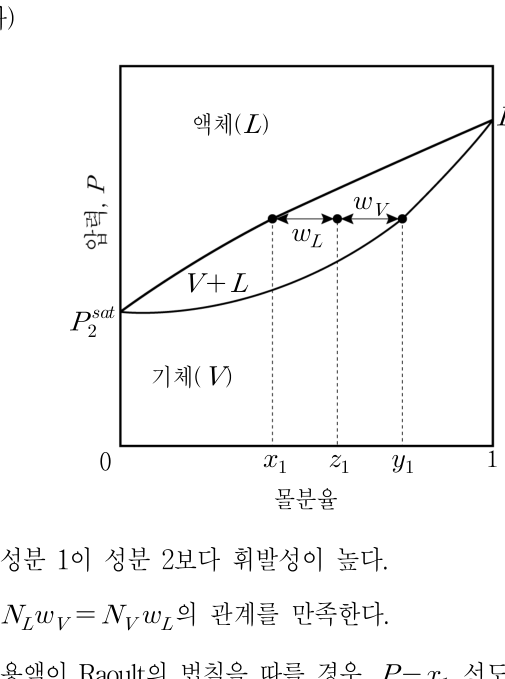 액체(L)
압력, P
w_V
w_L
V+L
P_2^{sat}
기체(V)
0 x_1 z_1 y_1 1
몰분율
성분 1이 성분 2보다 휘발성이 높다.
N_L w_V = N_V w_L의 관계를 만족한다.
용액이 Raoult의 법칙을 따를 경우, P-x_1 선도